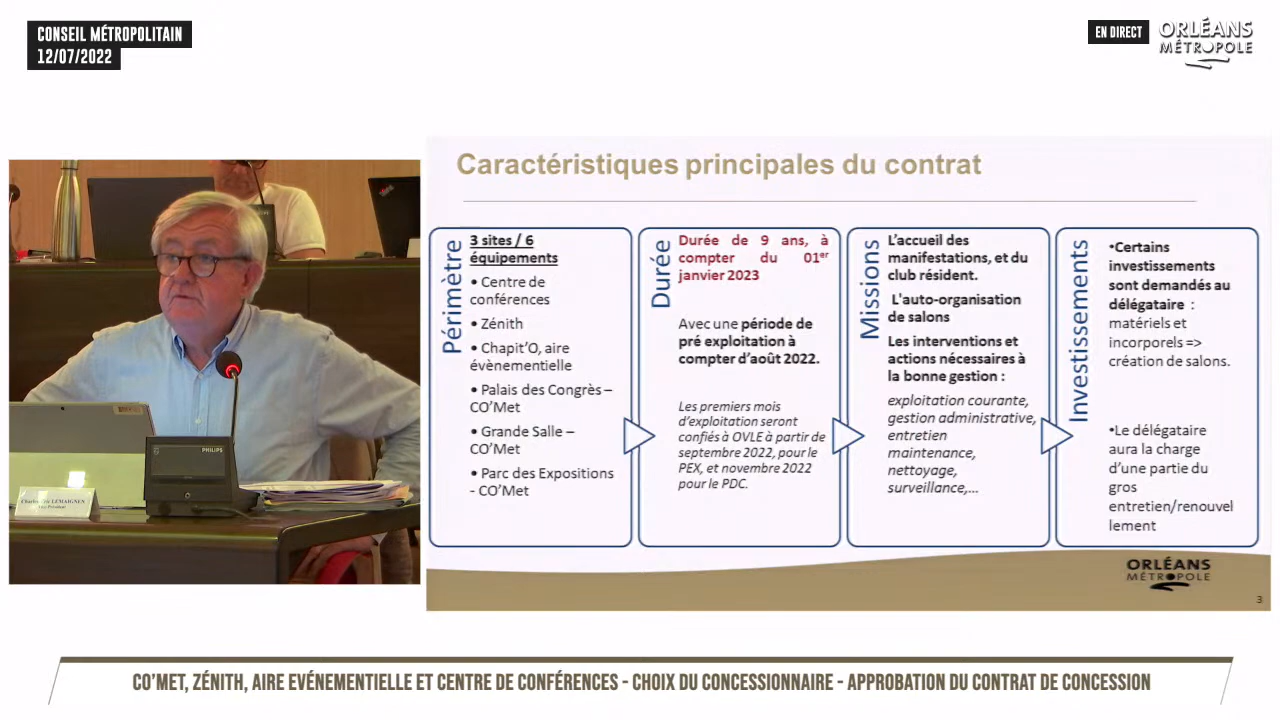 CONSEIL MÉTROPOLITAIN
12/07/2022
EN DIRECT
ORLÉANS
MÉTROPOLE
Caractéristiques principales du contrat
Périmètre
3 sites / 6
équipements
• Centre de
conférences
• Zénith
• Chapit'O, aire
évènementielle
• Palais des Congrès –
CO'Met
• Grande Salle –
CO'Met
• Parc des Expositions
- CO'Met
Durée
Durée de 9 ans, à
compter du 01er
janvier 2023
Avec une période de
pré exploitation à
compter d'août 2022.
Les premiers mois
d'exploitation seront
confiés à OVLE à partir de
septembre 2022, pour le
PEX, et novembre 2022
pour le PDC.
Missions
L'accueil des
manifestations, et du
club résident.
L'auto-organisation
de salons
Les interventions et
actions nécessaires à
la bonne gestion :
exploitation courante,
gestion administrative,
entretien
maintenance,
nettoyage,
surveillance,...
Investissements
•Certains
investissements
sont demandés au
délégataire :
matériels et
incorporels =>
création de salons.
•Le délégataire
aura la charge
d'une partie du
gros
entretien/renouvel
lement
ORLÉANS
MÉTROPOLE
3
PHILIPS
LEMAIGNEN
CO'MET, ZÉNITH, AIRE EVÉNEMENTIELLE ET CENTRE DE CONFÉRENCES - CHOIX DU CONCESSIONNAIRE - APPROBATION DU CONTRAT DE CONCESSION